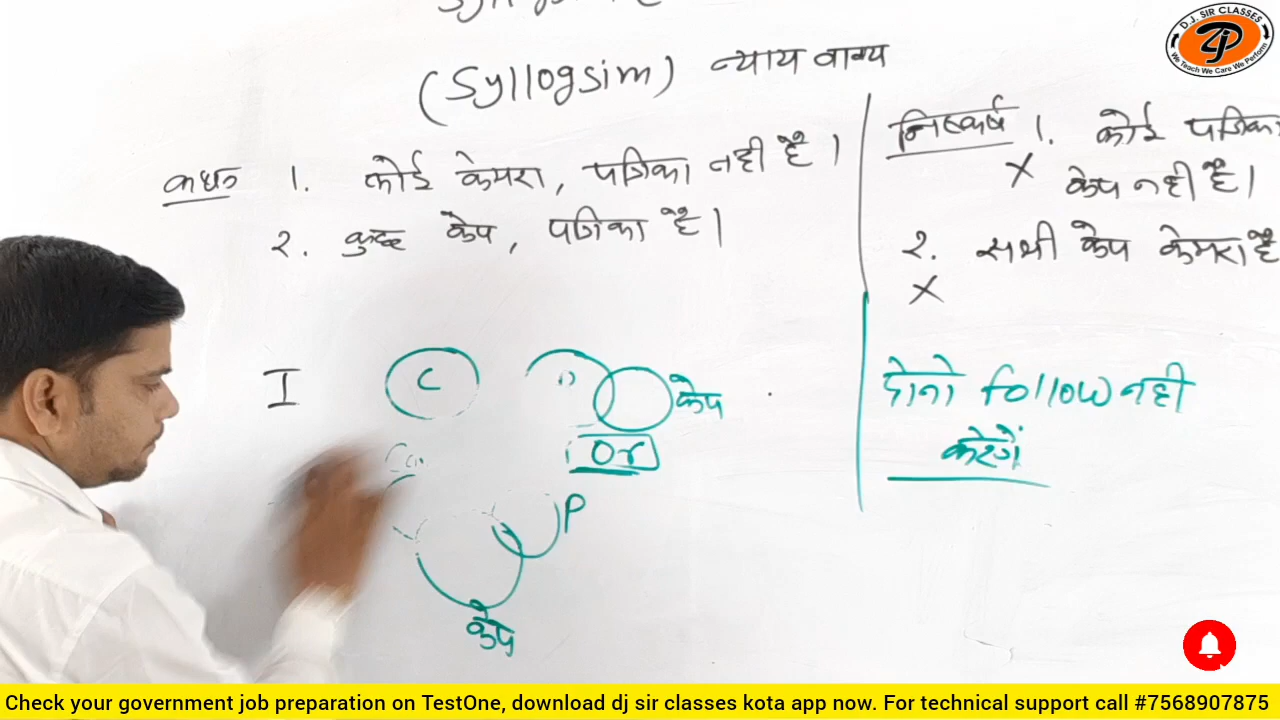 (Syllogsim) न्याय वाक्य
कथन 1. कोई केमरा, पत्रिका नही है।
2. कुछ केप, पत्रिका है।
निष्कर्ष 1. कोई पत्रिका
केप नही है।
2. सभी केप केमरा है
दोनो follow नही
करेगें
I
C
केप
Or
P
केप
D.J. SIR CLASSES
We Teach We Care We Perform
Check your government job preparation on TestOne, download dj sir classes kota app now. For technical support call #7568907875